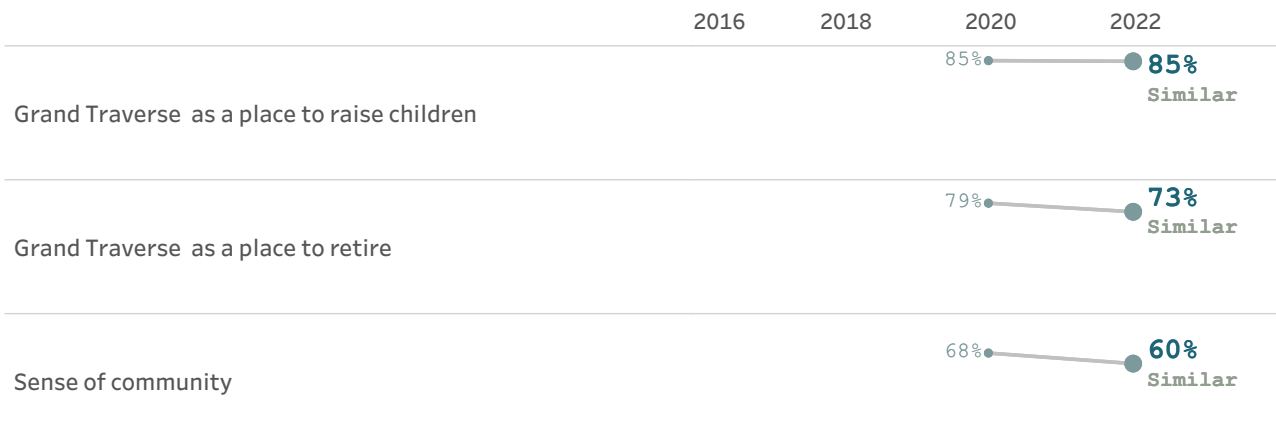 2016 2018 2020 2022
85% 85%
Similar
Grand Traverse as a place to raise children
79% 73%
Similar
Grand Traverse as a place to retire
68% 60%
Similar
Sense of community